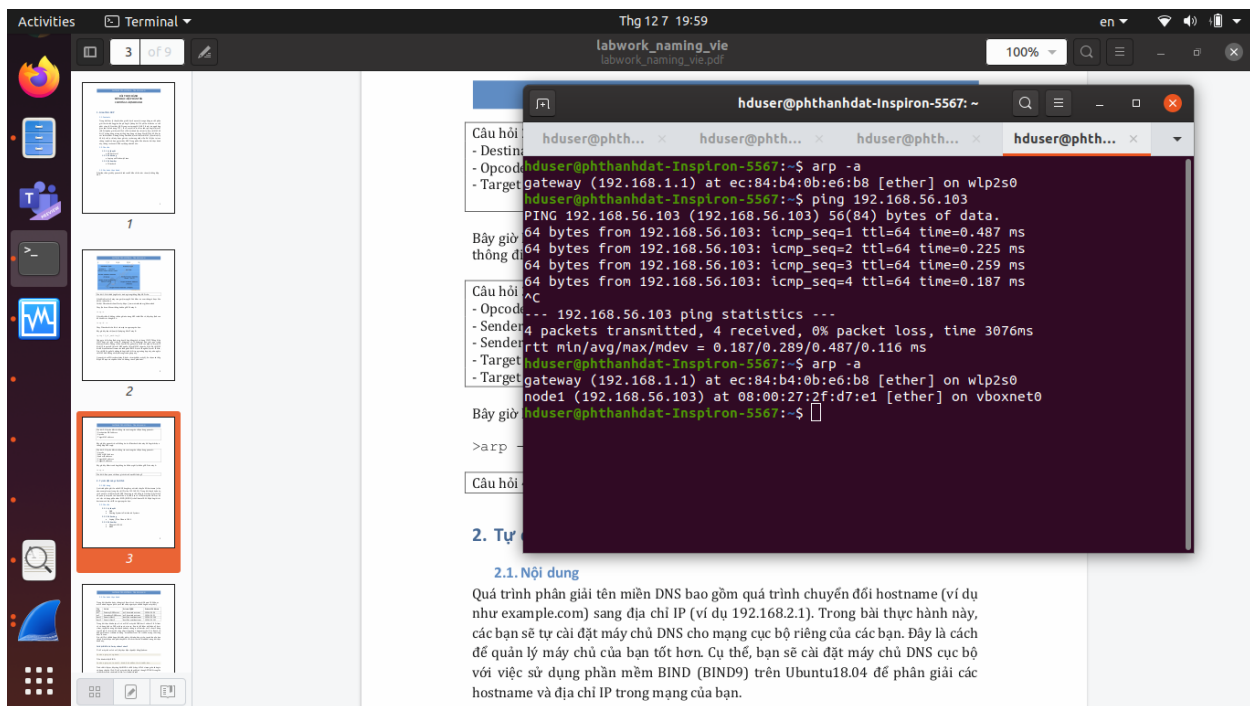 Activities
Terminal
Thg 12 7 19:59
en
3 of 9
labwork_naming_vie
labwork_naming_vie.pdf
100%
1
2
3
Câu hỏi
- Destina
- Opcod
- Target
Bây giờ
thông đi
Câu hỏi
- Opcod
- Sender
- Sender
- Target
- Target
Bây giờ
>arp -
Câu hỏi
hduser@phthanhdat-Inspiron-5567: ~
hduser@phth... hduser@phth... hduser@phth... hduser@phth...
hduser@phthanhdat-Inspiron-5567:~$ arp -a
gateway (192.168.1.1) at ec:84:b4:0b:e6:b8 [ether] on wlp2s0
hduser@phthanhdat-Inspiron-5567:~$ ping 192.168.56.103
PING 192.168.56.103 (192.168.56.103) 56(84) bytes of data.
64 bytes from 192.168.56.103: icmp_seq=1 ttl=64 time=0.487 ms
64 bytes from 192.168.56.103: icmp_seq=2 ttl=64 time=0.225 ms
64 bytes from 192.168.56.103: icmp_seq=3 ttl=64 time=0.259 ms
64 bytes from 192.168.56.103: icmp_seq=4 ttl=64 time=0.187 ms
^C
--- 192.168.56.103 ping statistics ---
4 packets transmitted, 4 received, 0% packet loss, time 3076ms
rtt min/avg/max/mdev = 0.187/0.289/0.487/0.116 ms
hduser@phthanhdat-Inspiron-5567:~$ arp -a
gateway (192.168.1.1) at ec:84:b4:0b:e6:b8 [ether] on wlp2s0
node1 (192.168.56.103) at 08:00:27:2f:d7:e1 [ether] on vboxnet0
hduser@phthanhdat-Inspiron-5567:~$
2. Tự
2.1. Nội dung
Quá trình phân giải tên miền DNS bao gồm quá trình chuyển đổi hostname (ví dụ
như example.com) sang địa chỉ IP (ví dụ 192.168.2.1). Trong bài thực hành này,
các bạn sẽ tự cài đặt máy chủ DNS cho mạng cục bộ riêng của các bạn. Đây là cách
để quản lý máy chủ của bạn tốt hơn. Cụ thể, bạn sẽ cài đặt máy chủ DNS cục bộ
với việc sử dụng phần mềm BIND (BIND9) trên Ubuntu18.04 để phân giải các
hostname và địa chỉ IP trong mạng của bạn.